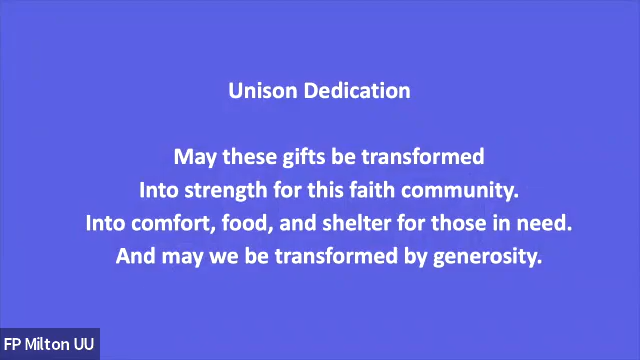 Unison Dedication
May these gifts be transformed
Into strength for this faith community.
Into comfort, food, and shelter for those in need.
And may we be transformed by generosity.
FP Milton UU